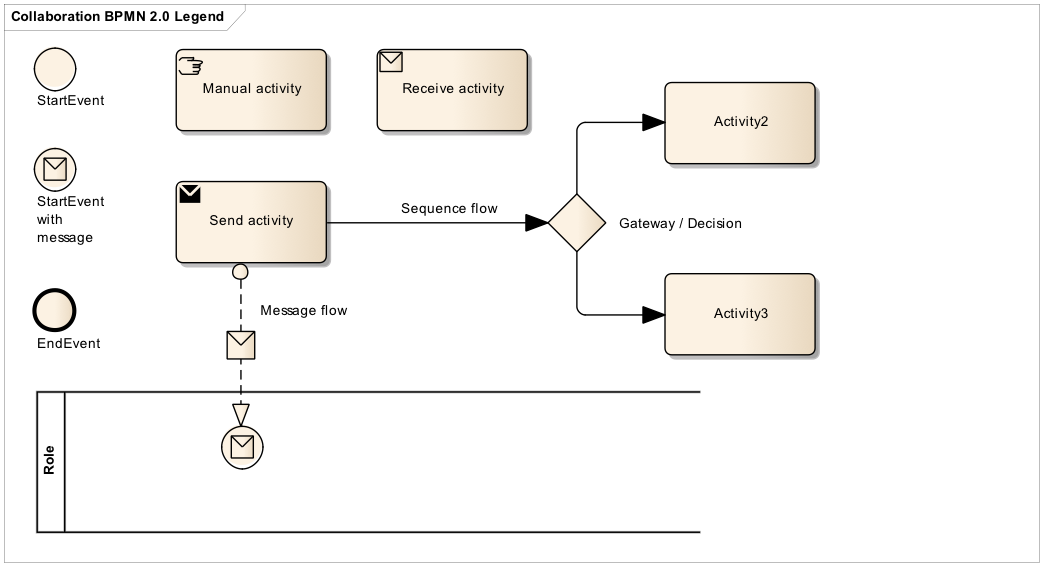 Collaboration BPMN 2.0 Legend
StartEvent
Manual activity
Receive activity
Activity2
StartEvent
with
message
Send activity
Sequence flow
Gateway / Decision
Message flow
EndEvent
Activity3
Role